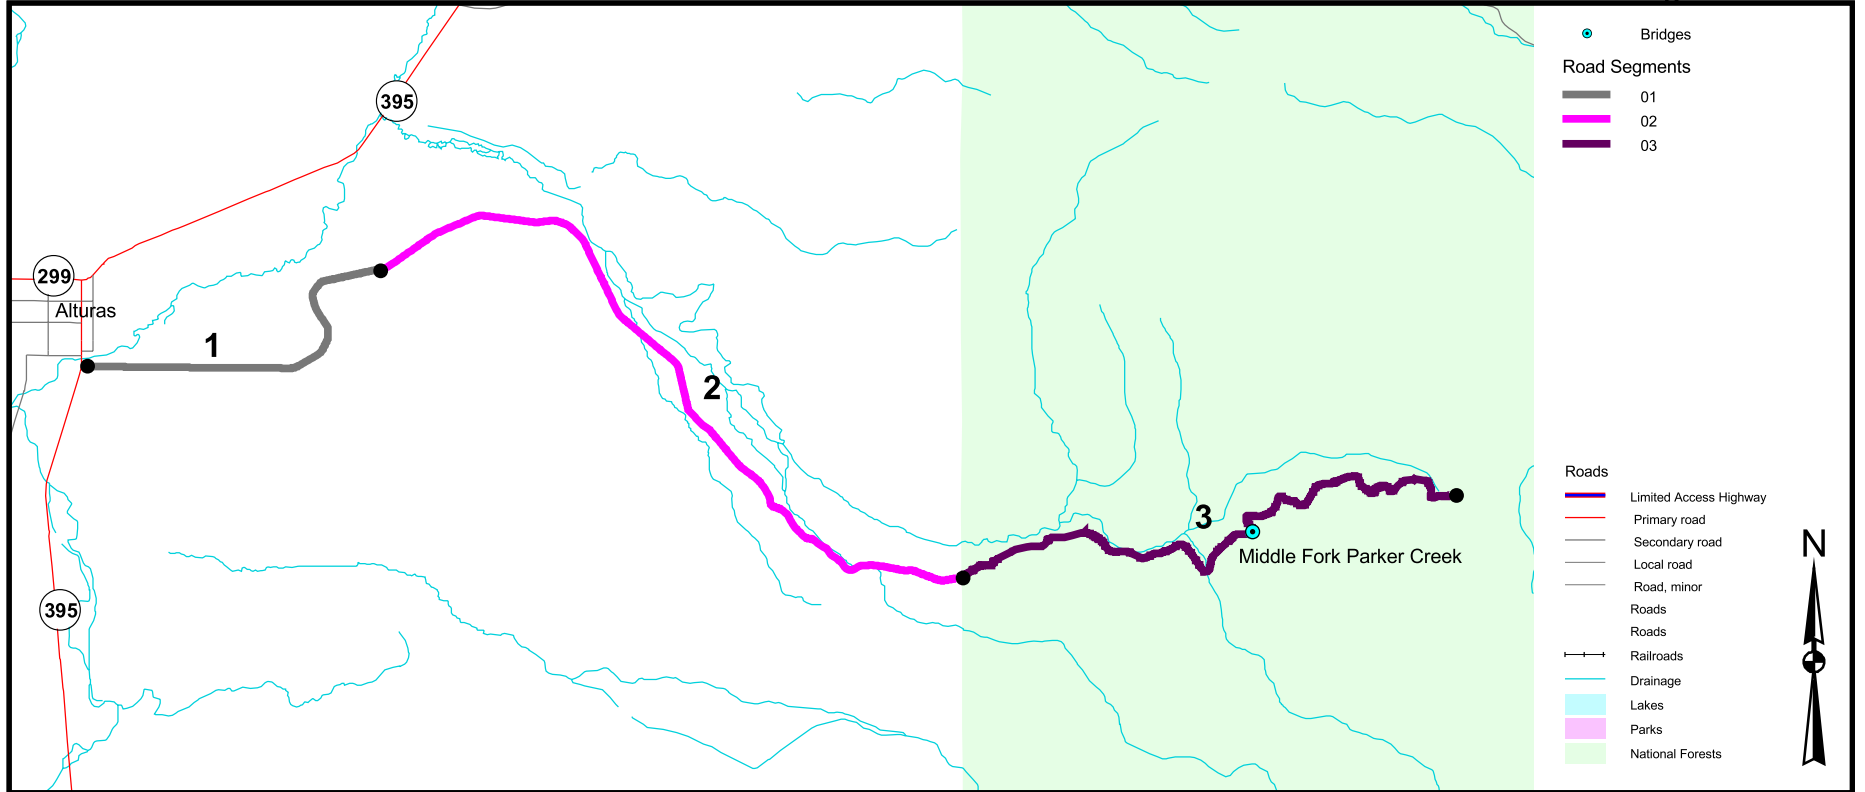 395
299
Alturas
1
2
3
Middle Fork Parker Creek
395
Bridges
Road Segments
01
02
03
Roads
Limited Access Highway
Primary road
Secondary road
Local road
Road, minor
Roads
Roads
Railroads
Drainage
Lakes
Parks
National Forests
N